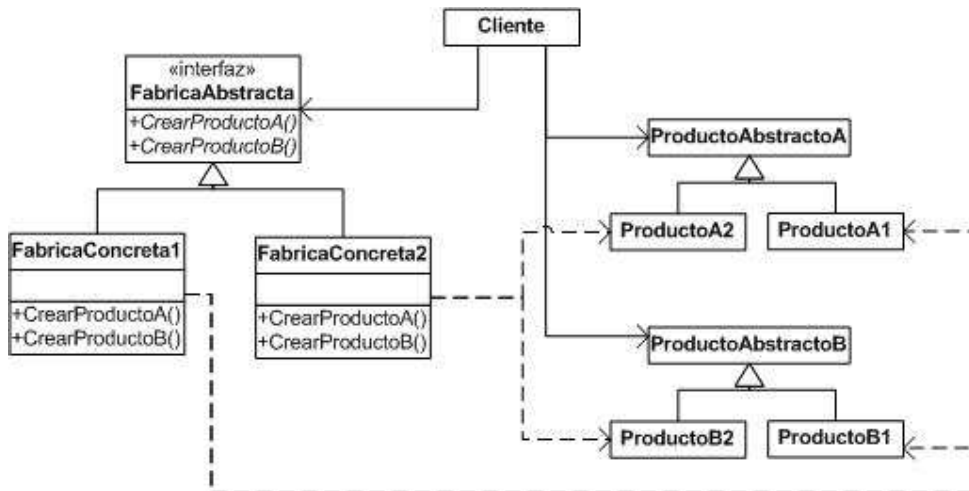 Cliente
«interfaz»
FabricaAbstracta
+CrearProductoA()
+CrearProductoB()
ProductoAbstractoA
ProductoA2
ProductoA1
FabricaConcreta1
+CrearProductoA()
+CrearProductoB()
FabricaConcreta2
+CrearProductoA()
+CrearProductoB()
ProductoAbstractoB
ProductoB2
ProductoB1